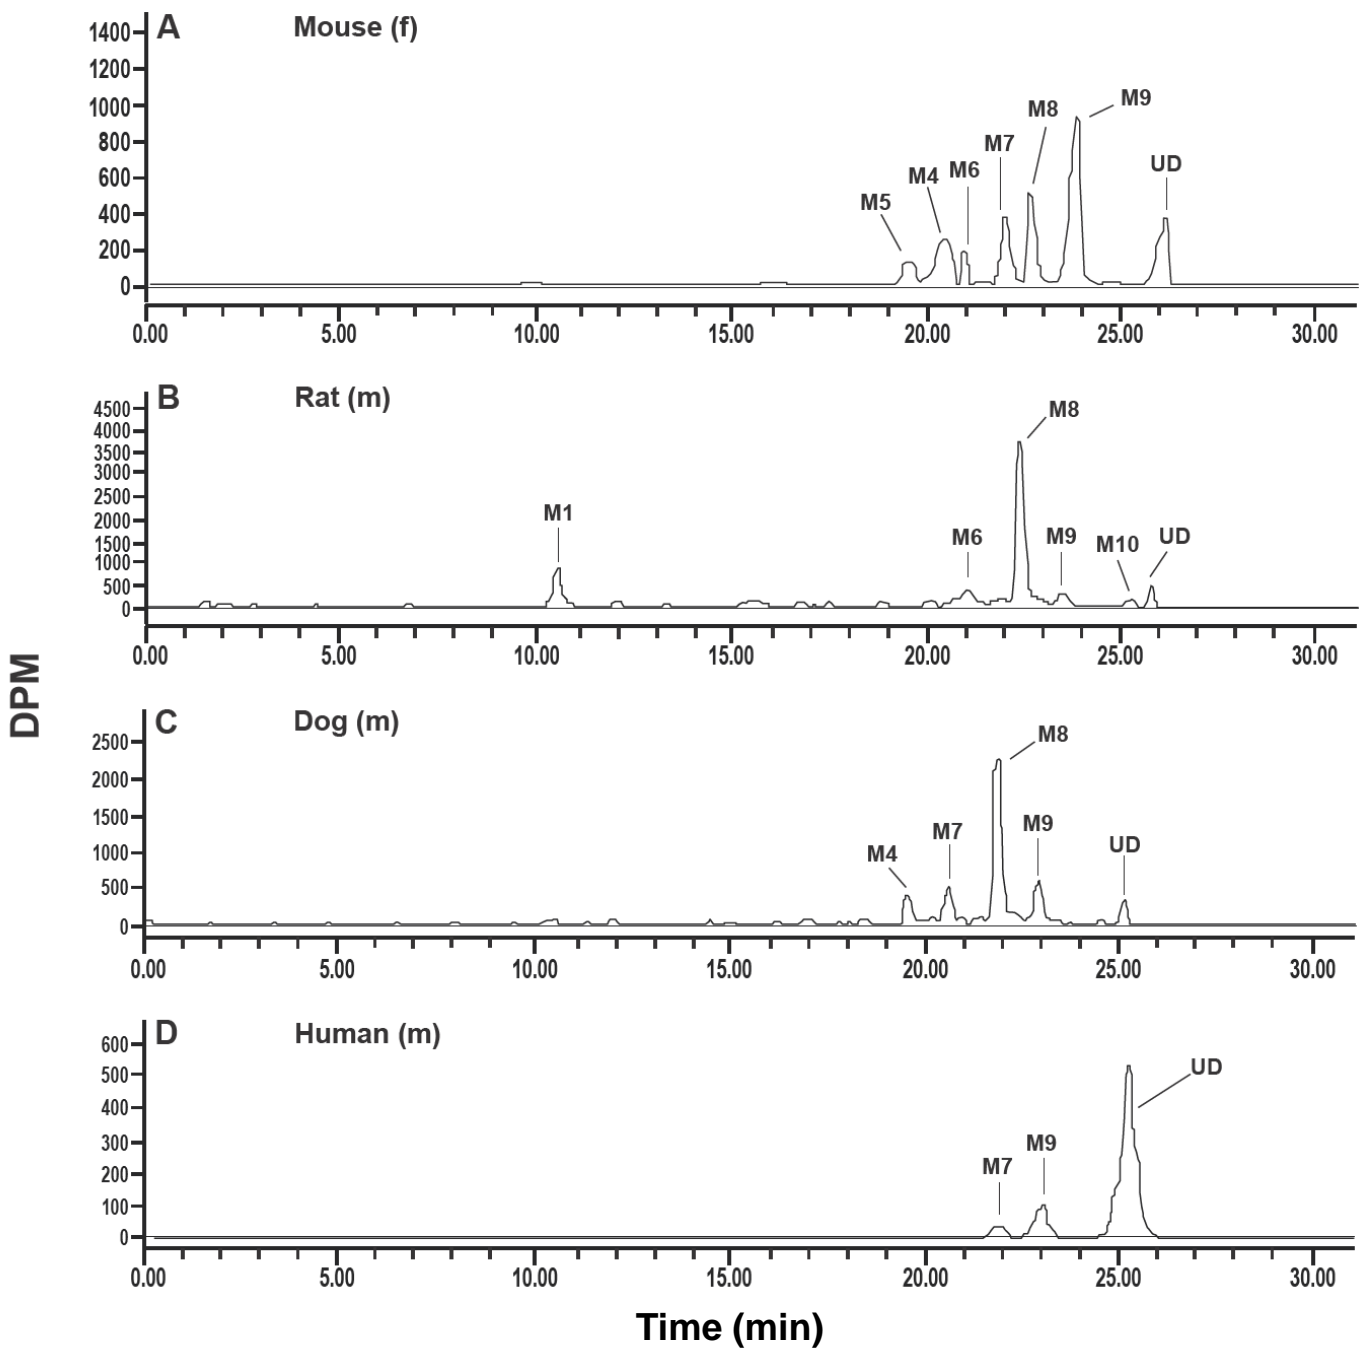 A Mouse (f)
1400
1200
1000
800
600
400
200
0
M5
M4
M6
M7
M8
M9
UD
0.00 5.00 10.00 15.00 20.00 25.00 30.00
B Rat (m)
4500
4000
3500
3000
2500
2000
1500
1000
500
0
M1
M6
M8
M9
M10
UD
0.00 5.00 10.00 15.00 20.00 25.00 30.00
DPM
C Dog (m)
2500
2000
1500
1000
500
0
M4
M7
M8
M9
UD
0.00 5.00 10.00 15.00 20.00 25.00 30.00
D Human (m)
600
500
400
300
200
100
0
M7
M9
UD
0.00 5.00 10.00 15.00 20.00 25.00 30.00
Time (min)